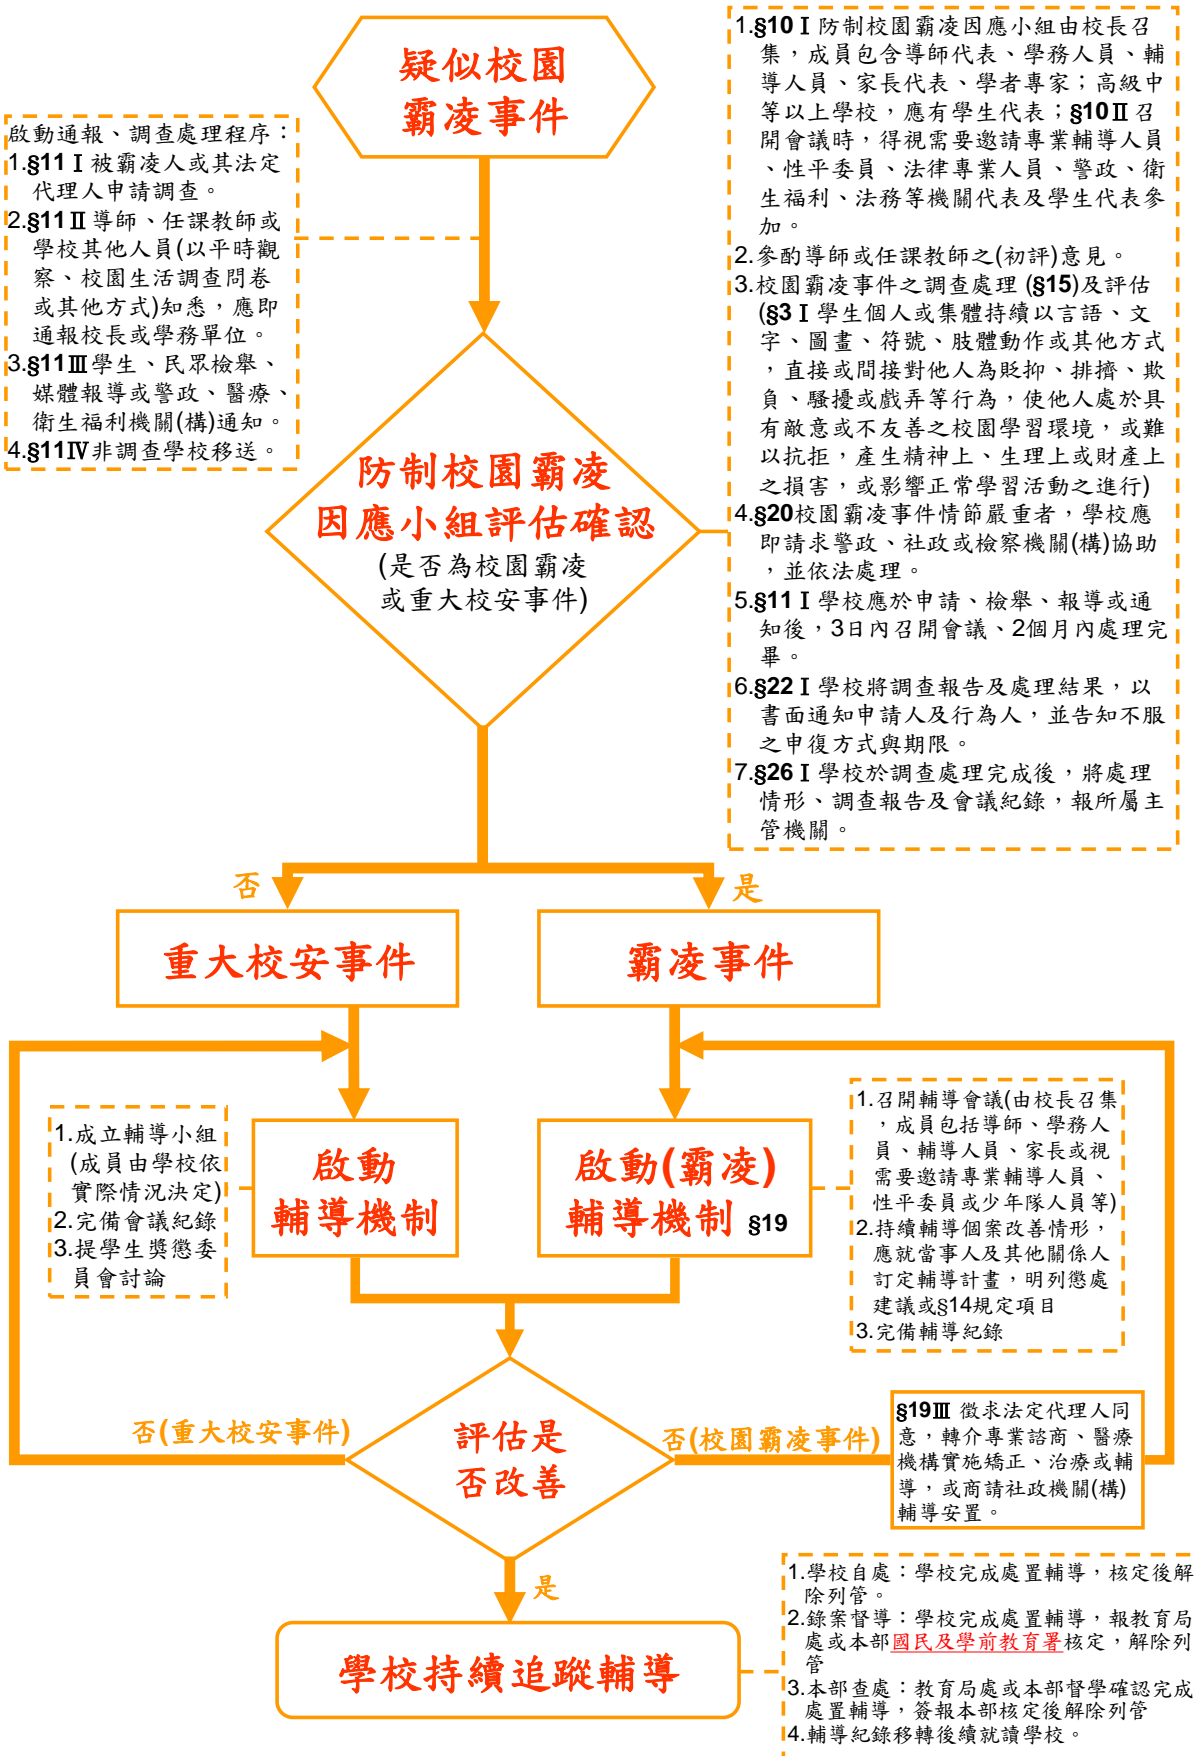 疑似校園
霸凌事件
啟動通報、調查處理程序：
1.§11Ⅰ被霸凌人或其法定
代理人申請調查。
2.§11Ⅱ導師、任課教師或
學校其他人員(以平時觀
察、校園生活調查問卷
或其他方式)知悉，應即
通報校長或學務單位。
3.§11Ⅲ學生、民眾檢舉、
媒體報導或警政、醫療、
衛生福利機關(構)通知。
4.§11Ⅳ非調查學校移送。
1.§10Ⅰ防制校園霸凌因應小組由校長召
集，成員包含導師代表、學務人員、輔
導人員、家長代表、學者專家；高級中
等以上學校，應有學生代表；§10Ⅱ召
開會議時，得視需要邀請專業輔導人員
、性平委員、法律專業人員、警政、衛
生福利、法務等機關代表及學生代表參
加。
2.參酌導師或任課教師之(初評)意見。
3.校園霸凌事件之調查處理 (§15)及評估
(§3Ⅰ學生個人或集體持續以言語、文
字、圖畫、符號、肢體動作或其他方式
，直接或間接對他人為貶抑、排擠、欺
負、騷擾或戲弄等行為，使他人處於具
有敵意或不友善之校園學習環境，或難
以抗拒，產生精神上、生理上或財產上
之損害，或影響正常學習活動之進行)
4.§20校園霸凌事件情節嚴重者，學校應
即請求警政、社政或檢察機關(構)協助
，並依法處理。
5.§11Ⅰ學校應於申請、檢舉、報導或通
知後，3日內召開會議、2個月內處理完
畢。
6.§22Ⅰ學校將調查報告及處理結果，以
書面通知申請人及行為人，並告知不服
之申復方式與期限。
7.§26Ⅰ學校於調查處理完成後，將處理
情形、調查報告及會議紀錄，報所屬主
管機關。
防制校園霸凌
因應小組評估確認
(是否為校園霸凌
或重大校安事件)
否
是
重大校安事件
霸凌事件
1.成立輔導小組
(成員由學校依
實際情況決定)
2.完備會議紀錄
3.提學生獎懲委
員會討論
啟動
輔導機制
啟動(霸凌)
輔導機制 §19
1.召開輔導會議(由校長召集
，成員包括導師、學務人
員、輔導人員、家長或視
需要邀請專業輔導人員、
性平委員或少年隊人員等)
2.持續輔導個案改善情形，
應就當事人及其他關係人
訂定輔導計畫，明列懲處
建議或§14規定項目
3.完備輔導紀錄
否(重大校安事件)
評估是
否改善
否(校園霸凌事件)
§19Ⅲ 徵求法定代理人同
意，轉介專業諮商、醫療
機構實施矯正、治療或輔
導，或商請社政機關(構)
輔導安置。
是
學校持續追蹤輔導
1.學校自處：學校完成處置輔導，核定後解
除列管。
2.錄案督導：學校完成處置輔導，報教育局
處或本部國民及學前教育署核定，解除列
管
3.本部查處：教育局處或本部督學確認完成
處置輔導，簽報本部核定後解除列管
4.輔導紀錄移轉後續就讀學校。